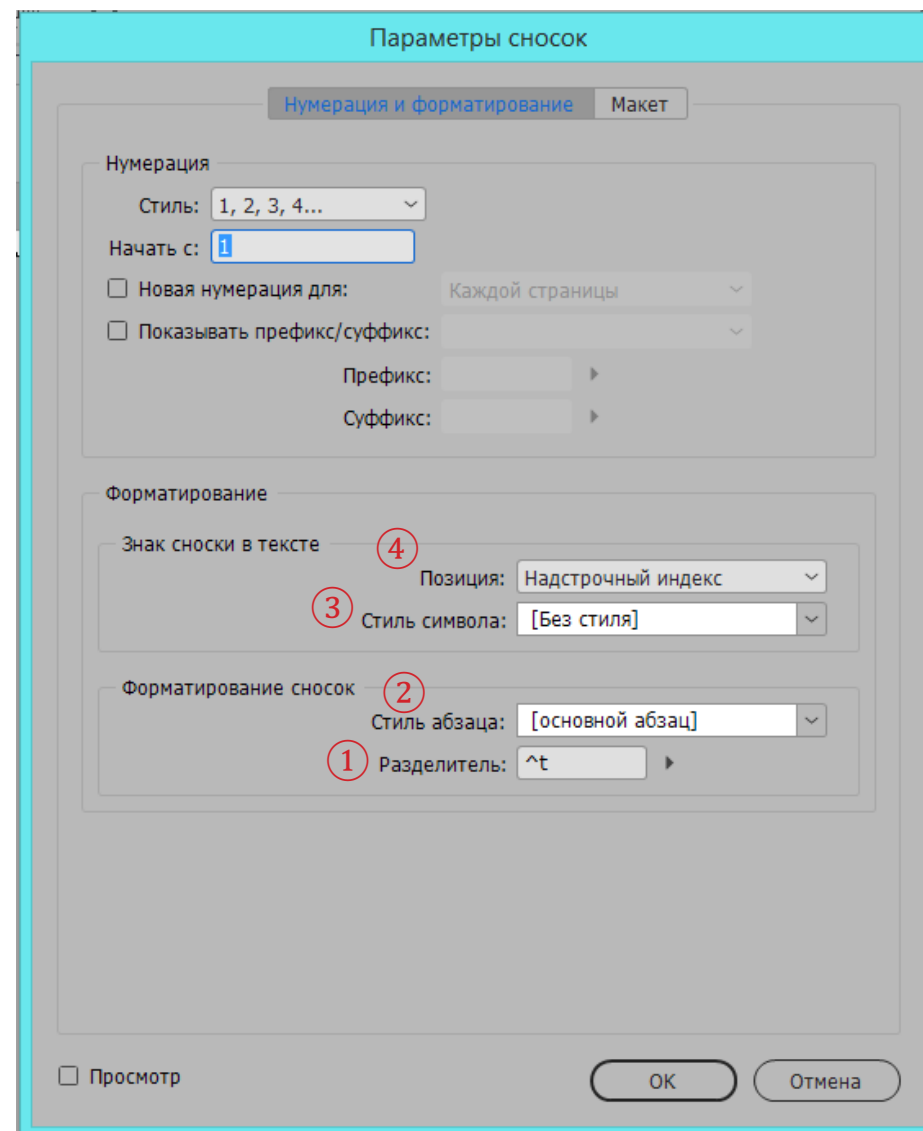 Параметры сносок
Нумерация и форматирование Макет
Нумерация
Стиль: 1, 2, 3, 4...
Начать с: 1
Новая нумерация для: Каждой страницы
Показывать префикс/суффикс:
Префикс:
Суффикс:
Форматирование
Знак сноски в тексте
④ Позиция: Надстрочный индекс
③ Стиль символа: [Без стиля]
Форматирование сносок
② Стиль абзаца: [основной абзац]
① Разделитель: ^t
Просмотр OK Отмена